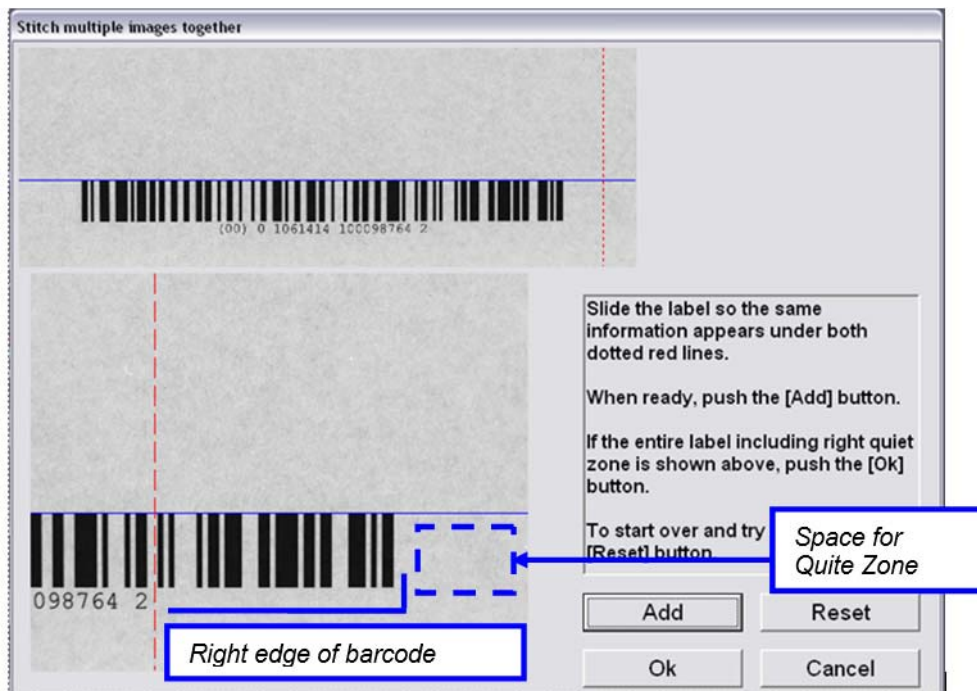 Stitch multiple images together
(00) 0 1061414 100098764 2
098764 2
Right edge of barcode
Slide the label so the same
information appears under both
dotted red lines.
When ready, push the [Add] button.
If the entire label including right quiet
zone is shown above, push the [Ok]
button.
To start over and try
[Reset] button.
Space for
Quite Zone
Add
Reset
Ok
Cancel